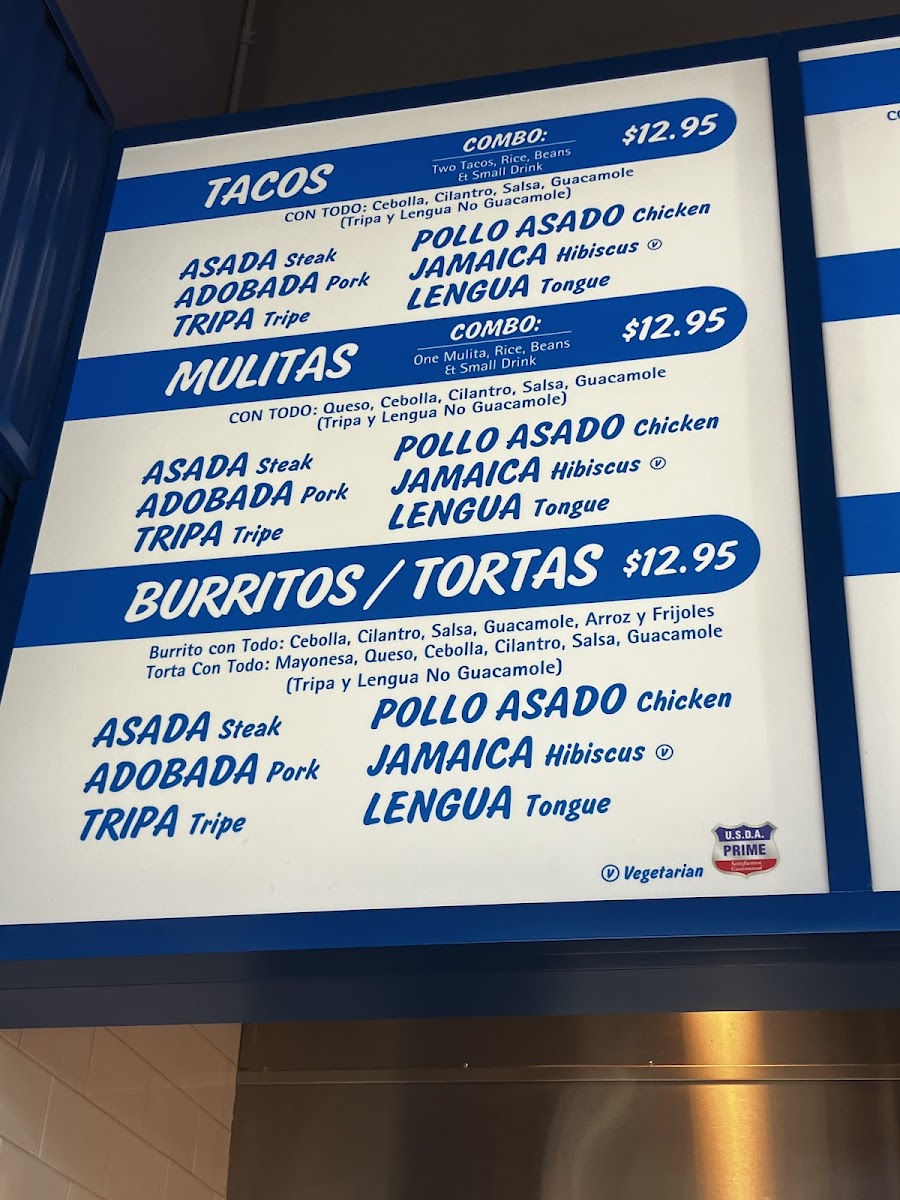 TACOS
COMBO:
Two Tacos, Rice, Beans
& Small Drink
$12.95
CON TODO: Cebolla, Cilantro, Salsa, Guacamole
(Tripa y Lengua No Guacamole)
ASADA Steak
ADOBADA Pork
TRIPA Tripe
POLLO ASADO Chicken
JAMAICA Hibiscus Ⓥ
LENGUA Tongue
MULITAS
COMBO:
One Mulita, Rice, Beans
& Small Drink
$12.95
CON TODO: Queso, Cebolla, Cilantro, Salsa, Guacamole
(Tripa y Lengua No Guacamole)
ASADA Steak
ADOBADA Pork
TRIPA Tripe
POLLO ASADO Chicken
JAMAICA Hibiscus Ⓥ
LENGUA Tongue
BURRITOS / TORTAS $12.95
Burrito con Todo: Cebolla, Cilantro, Salsa, Guacamole, Arroz y Frijoles
Torta Con Todo: Mayonesa, Queso, Cebolla, Cilantro, Salsa, Guacamole
(Tripa y Lengua No Guacamole)
ASADA Steak
ADOBADA Pork
TRIPA Tripe
POLLO ASADO Chicken
JAMAICA Hibiscus Ⓥ
LENGUA Tongue
Ⓥ Vegetarian
U.S.D.A.
PRIME
Satisfaction
Guaranteed